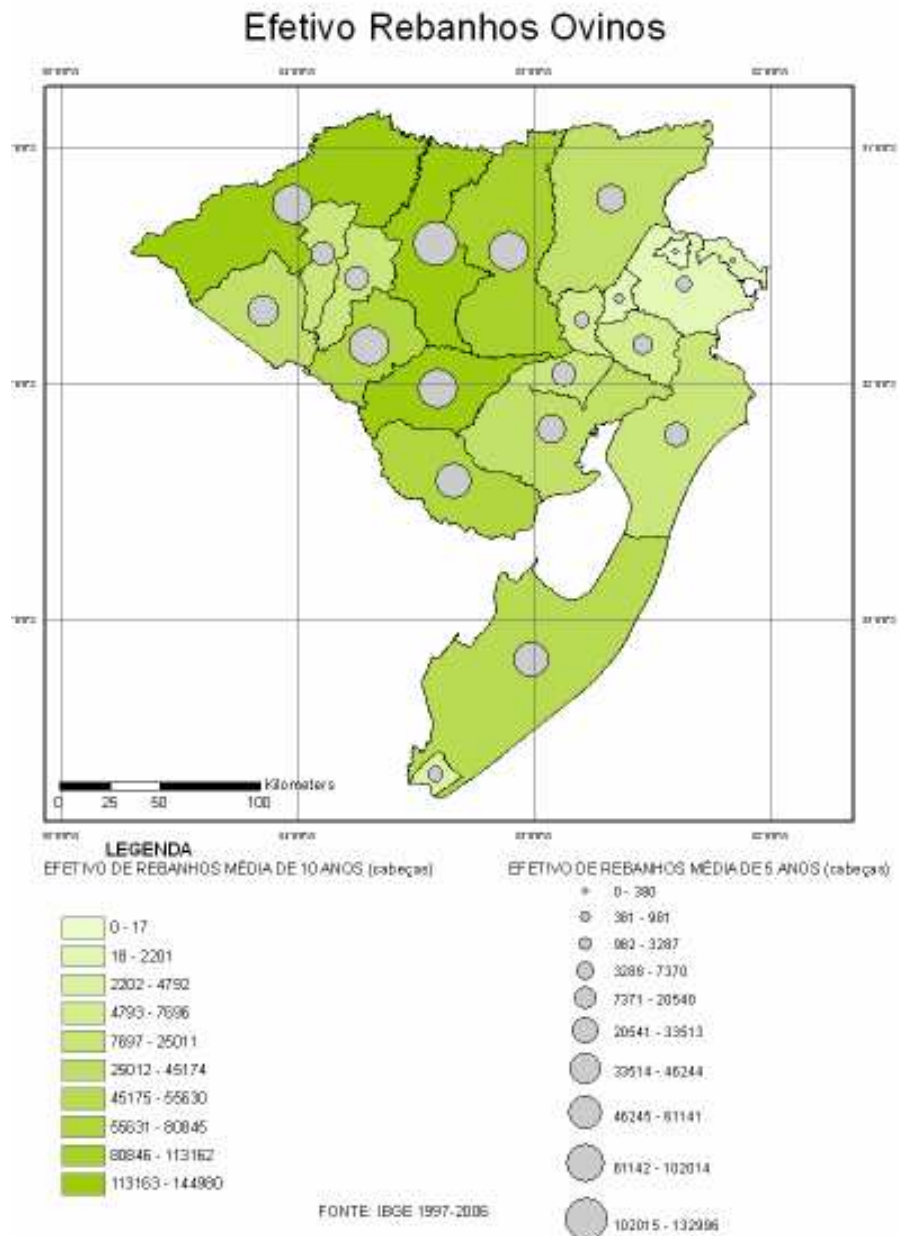 Efetivo Rebanhos Ovinos
Kilometers
0 25 50 100
LEGENDA
EFETIVO DE REBANHOS MÉDIA DE 10 ANOS (cabeças)
0 - 17
18 - 2201
2202 - 4792
4793 - 7696
7697 - 25011
25012 - 45174
45175 - 55630
55631 - 80845
80846 - 113162
113163 - 144980
EFETIVO DE REBANHOS MÉDIA DE 5 ANOS (cabeças)
0 - 380
381 - 981
982 - 3287
3288 - 7370
7371 - 20540
20541 - 33513
33514 - 46244
46245 - 61141
61142 - 102014
102015 - 132996
FONTE: IBGE 1997-2006